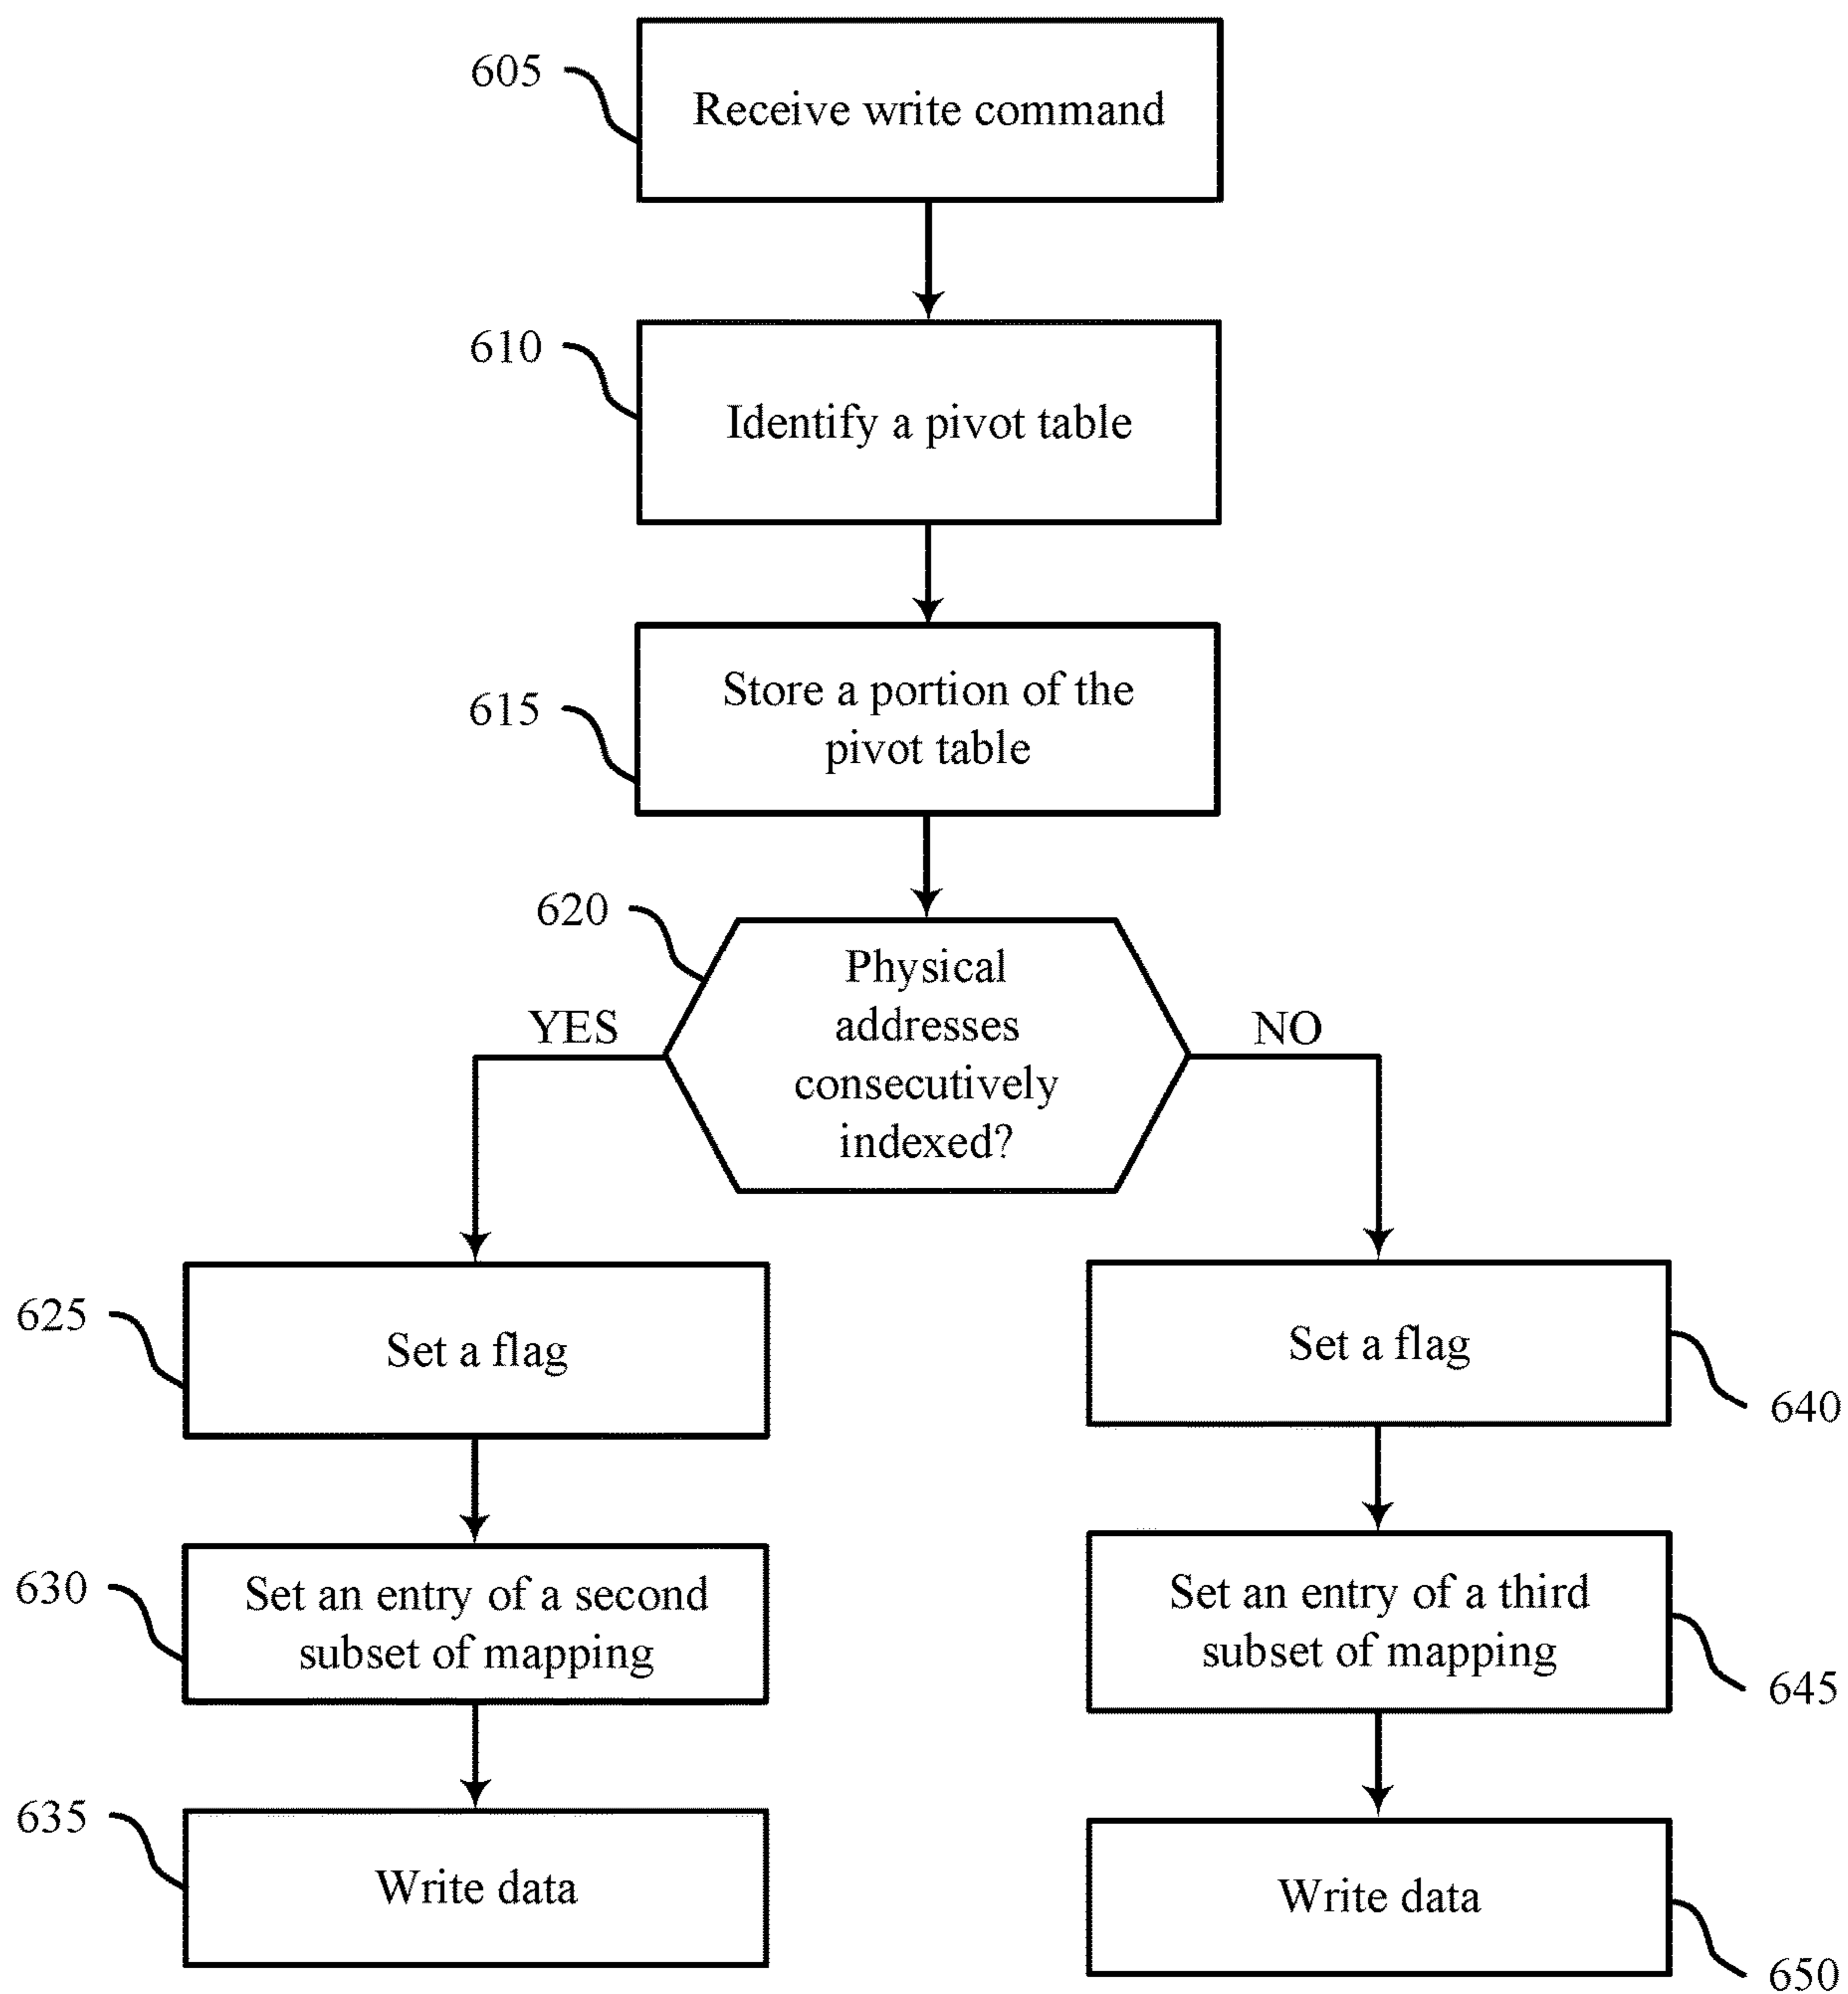 605
Receive write command
610
Identify a pivot table
615
Store a portion of the
pivot table
620
Physical
addresses
consecutively
indexed?
YES
NO
625
Set a flag
Set a flag
640
630
Set an entry of a second
subset of mapping
Set an entry of a third
subset of mapping
645
635
Write data
Write data
650